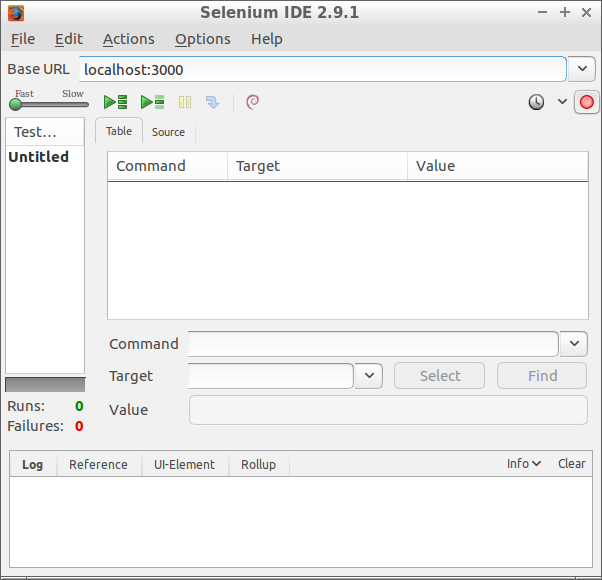 Selenium IDE 2.9.1
File Edit Actions Options Help
Base URL localhost:3000
Fast Slow
Test... Table Source
Untitled
Command Target Value
Command
Target Select Find
Value
Runs: 0
Failures: 0
Log Reference UI-Element Rollup Info Clear